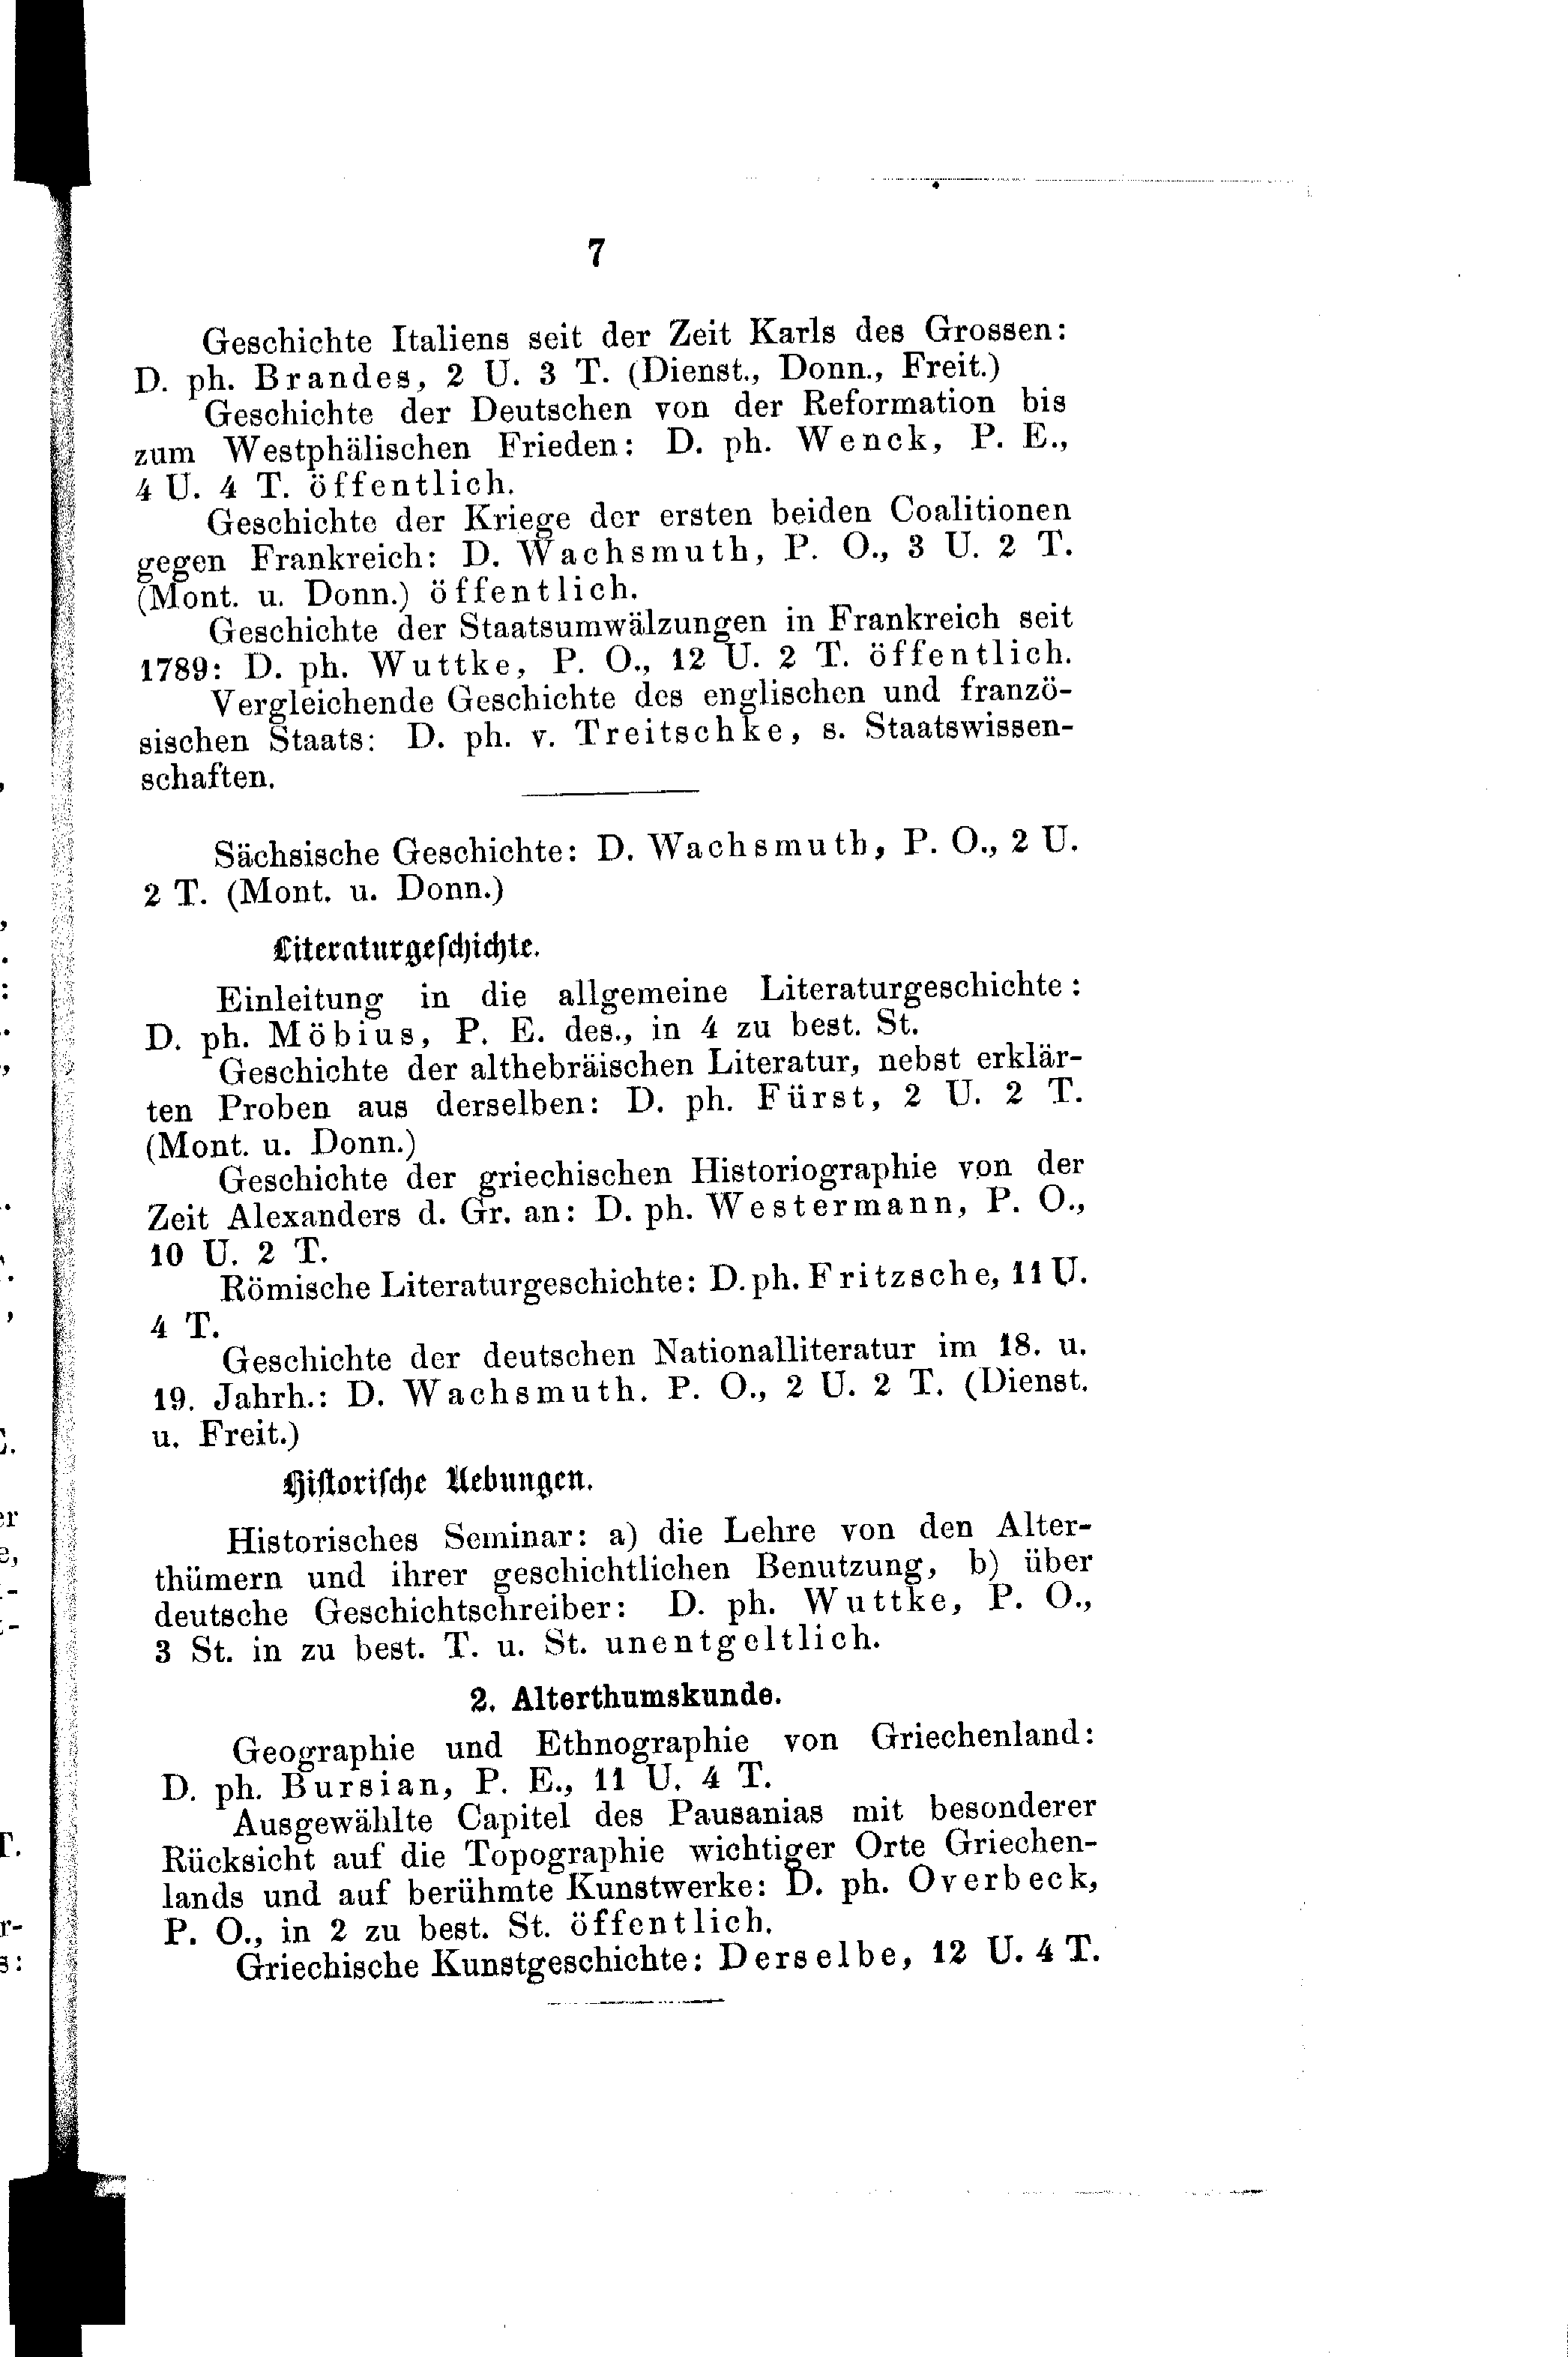 7
Geschichte Italiens seit der Zeit Karls des Grossen:
D. ph. Brandes, 2 U. 3 T. (Dienst., Donn., Freit.)
Geschichte der Deutschen von der Reformation bis
zum Westphälischen Frieden: D. ph. Wenck, P. E.,
4 U. 4 T. öffentlich.
Geschichte der Kriege der ersten beiden Coalitionen
gegen Frankreich: D. Wachsmuth, P. O., 3 U. 2 T.
(Mont. u. Donn.) öffentlich.
Geschichte der Staatsumwälzungen in Frankreich seit
1789: D. ph. Wuttke, P. O., 12 U. 2 T. öffentlich.
Vergleichende Geschichte des englischen und franzö-
sischen Staats: D. ph. v. Treitschke, s. Staatswissen-
schaften.
Sächsische Geschichte: D. Wachsmuth, P. O., 2 U.
2 T. (Mont. u. Donn.)
Literaturgeschichte.
Einleitung in die allgemeine Literaturgeschichte:
D. ph. Möbius, P. E. des., in 4 zu best. St.
Geschichte der althebräischen Literatur, nebst erklär-
ten Proben aus derselben: D. ph. Fürst, 2 U. 2 T.
(Mont. u. Donn.)
Geschichte der griechischen Historiographie von der
Zeit Alexanders d. Gr. an: D. ph. Westermann, P. O.,
10 U. 2 T.
Römische Literaturgeschichte: D. ph. Fritzsche, 11 U.
4 T.
Geschichte der deutschen Nationalliteratur im 18. u.
19. Jahrh.: D. Wachsmuth. P. O., 2 U. 2 T. (Dienst.
u. Freit.)
Historische Uebungen.
Historisches Seminar: a) die Lehre von den Alter-
thümern und ihrer geschichtlichen Benutzung, b) über
deutsche Geschichtschreiber: D. ph. Wuttke, P. O.,
3 St. in zu best. T. u. St. unentgeltlich.
2. Alterthumskunde.
Geographie und Ethnographie von Griechenland:
D. ph. Bursian, P. E., 11 U. 4 T.
Ausgewählte Capitel des Pausanias mit besonderer
Rücksicht auf die Topographie wichtiger Orte Griechen-
lands und auf berühmte Kunstwerke: D. ph. Overbeck,
P. O., in 2 zu best. St. öffentlich.
Griechische Kunstgeschichte: Derselbe, 12 U. 4 T.